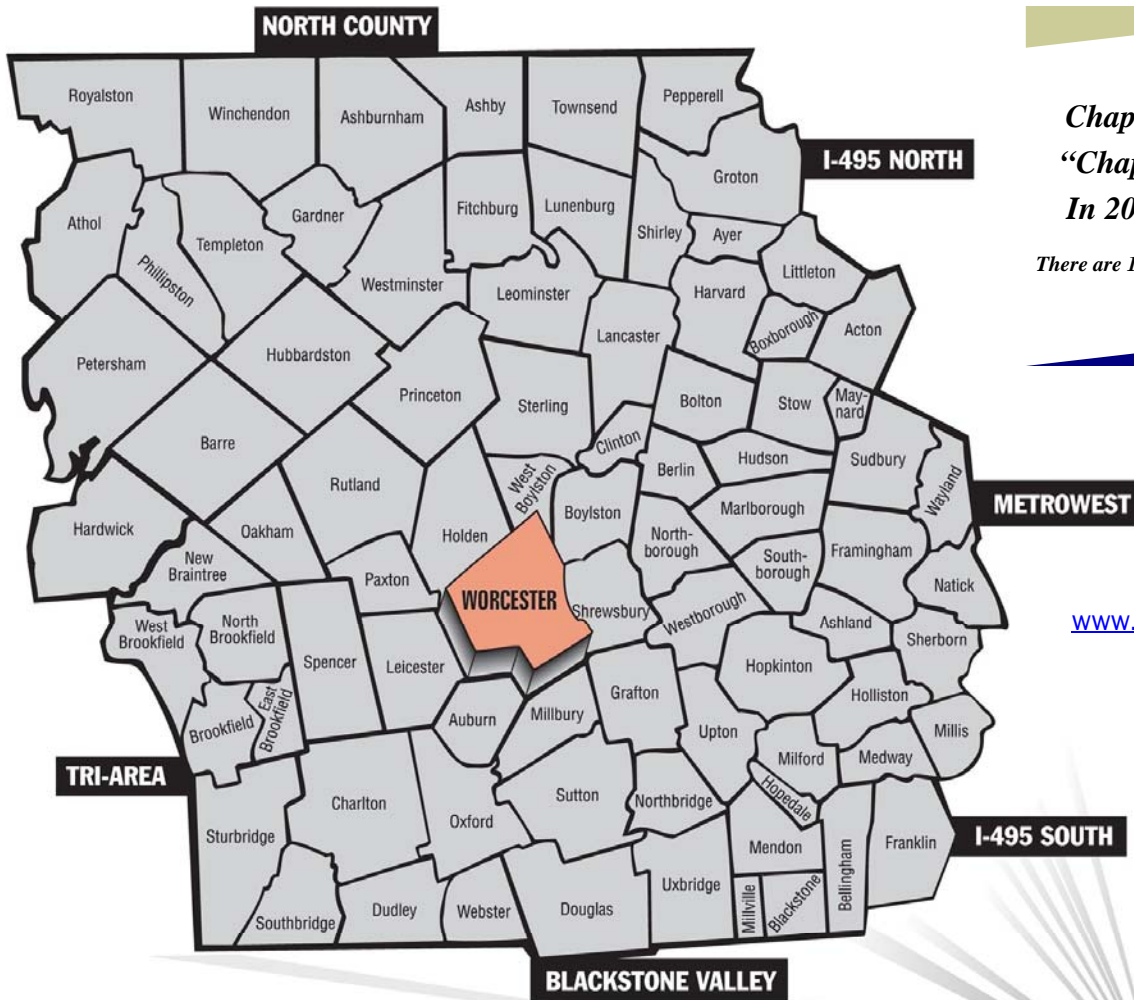 NORTH COUNTY
Royalston
Winchendon
Ashburnham
Ashby
Townsend
Pepperell
I-495 NORTH
Groton
Athol
Phillipston
Templeton
Gardner
Westminster
Fitchburg
Lunenburg
Shirley
Ayer
Littleton
Leominster
Harvard
Boxborough
Acton
Petersham
Hubbardston
Lancaster
Princeton
Sterling
Bolton
Stow
May-
nard
Barre
Clinton
Hudson
Sudbury
Wayland
Rutland
West
Boylston
Berlin
Marlborough
METROWEST
Hardwick
Oakham
Holden
Boylston
North-
borough
South-
borough
Framingham
Natick
New
Braintree
Paxton
WORCESTER
Shrewsbury
Westborough
Ashland
Sherborn
West
Brookfield
North
Brookfield
Spencer
Leicester
Grafton
Hopkinton
Holliston
Brookfield
East
Brookfield
Auburn
Millbury
Upton
Milford
Medway
Millis
TRI-AREA
Charlton
Oxford
Sutton
Northbridge
Hopedale
Sturbridge
Mendon
Bellingham
Franklin
I-495 SOUTH
Southbridge
Dudley
Webster
Douglas
Uxbridge
Millville
Blackstone
BLACKSTONE VALLEY
Chap
“Chap
In 20
There are 1
www.